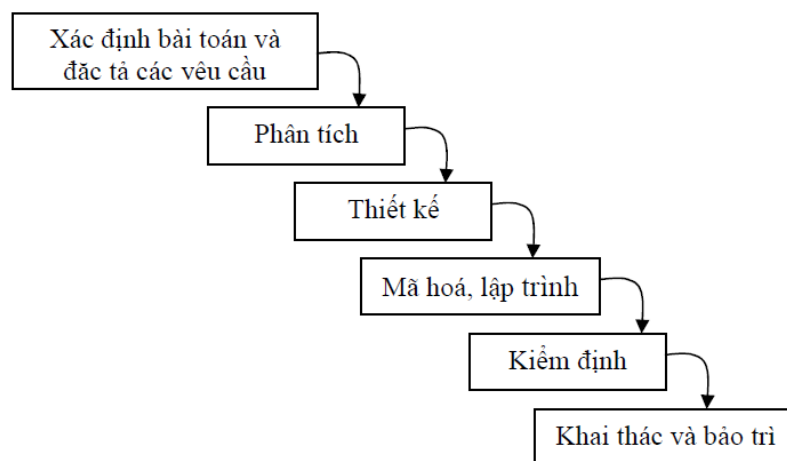 Xác định bài toán và
đăc tả các vêu cầu
Phân tích
Thiết kế
Mã hoá, lập trình
Kiểm định
Khai thác và bảo trì